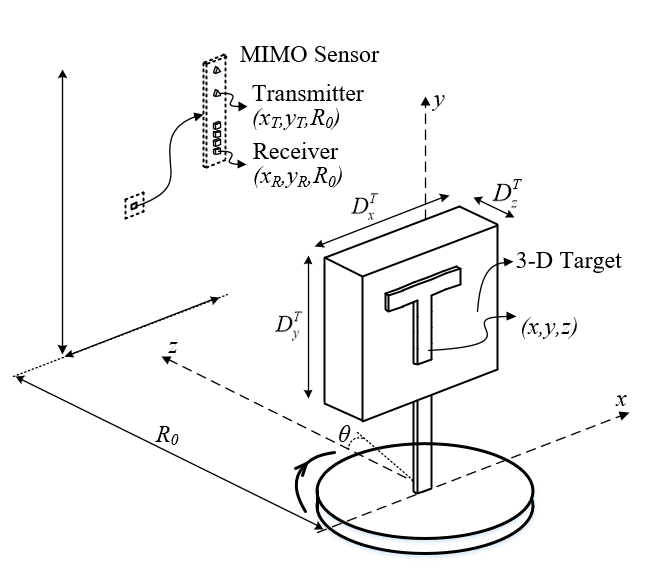 MIMO Sensor
Transmitter
(x_T,y_T,R_0)
Receiver
(x_R,y_R,R_0)
y
D_x^T
D_z^T
3-D Target
D_y^T
(x,y,z)
T
z
x
θ
R_0